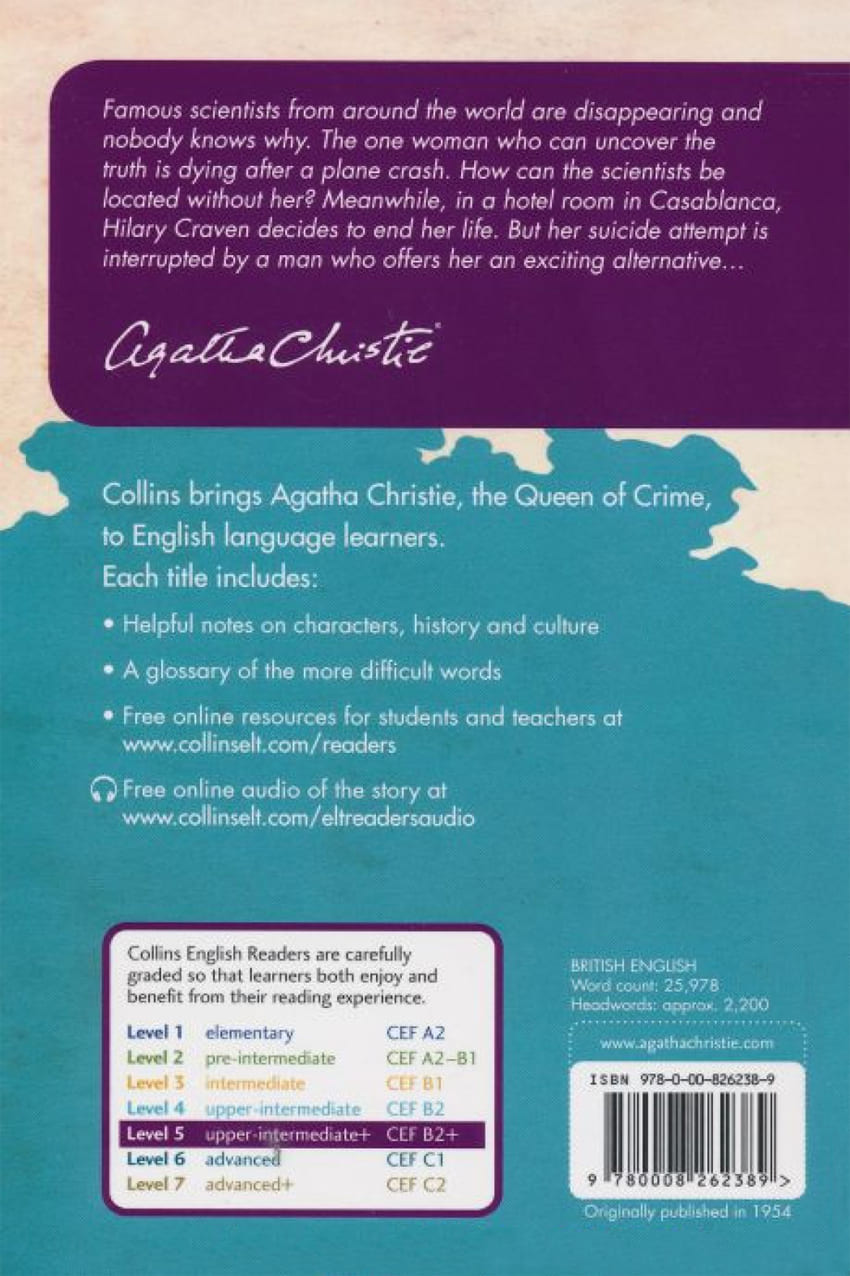 Famous scientists from around the world are disappearing and
nobody knows why. The one woman who can uncover the
truth is dying after a plane crash. How can the scientists be
located without her? Meanwhile, in a hotel room in Casablanca,
Hilary Craven decides to end her life. But her suicide attempt is
interrupted by a man who offers her an exciting alternative...
Agatha Christie®
Collins brings Agatha Christie, the Queen of Crime,
to English language learners.
Each title includes:
• Helpful notes on characters, history and culture
• A glossary of the more difficult words
• Free online resources for students and teachers at
www.collinselt.com/readers
Free online audio of the story at
www.collinselt.com/eltreadersaudio
Collins English Readers are carefully
graded so that learners both enjoy and
benefit from their reading experience.
Level 1 elementary CEF A2
Level 2 pre-intermediate CEF A2–B1
Level 3 intermediate CEF B1
Level 4 upper-intermediate CEF B2
Level 5 upper-intermediate+ CEF B2+
Level 6 advanced CEF C1
Level 7 advanced+ CEF C2
BRITISH ENGLISH
Word count: 25,978
Headwords: approx. 2,200
www.agathachristie.com
ISBN 978-0-00-826238-9
9 780008 262389 >
Originally published in 1954